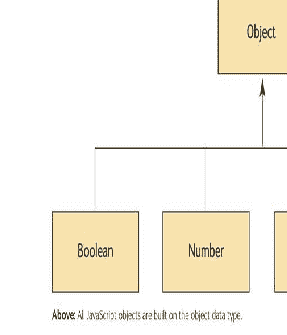 Object
Boolean
Number
Above: All JavaScript objects are built on the object data type.